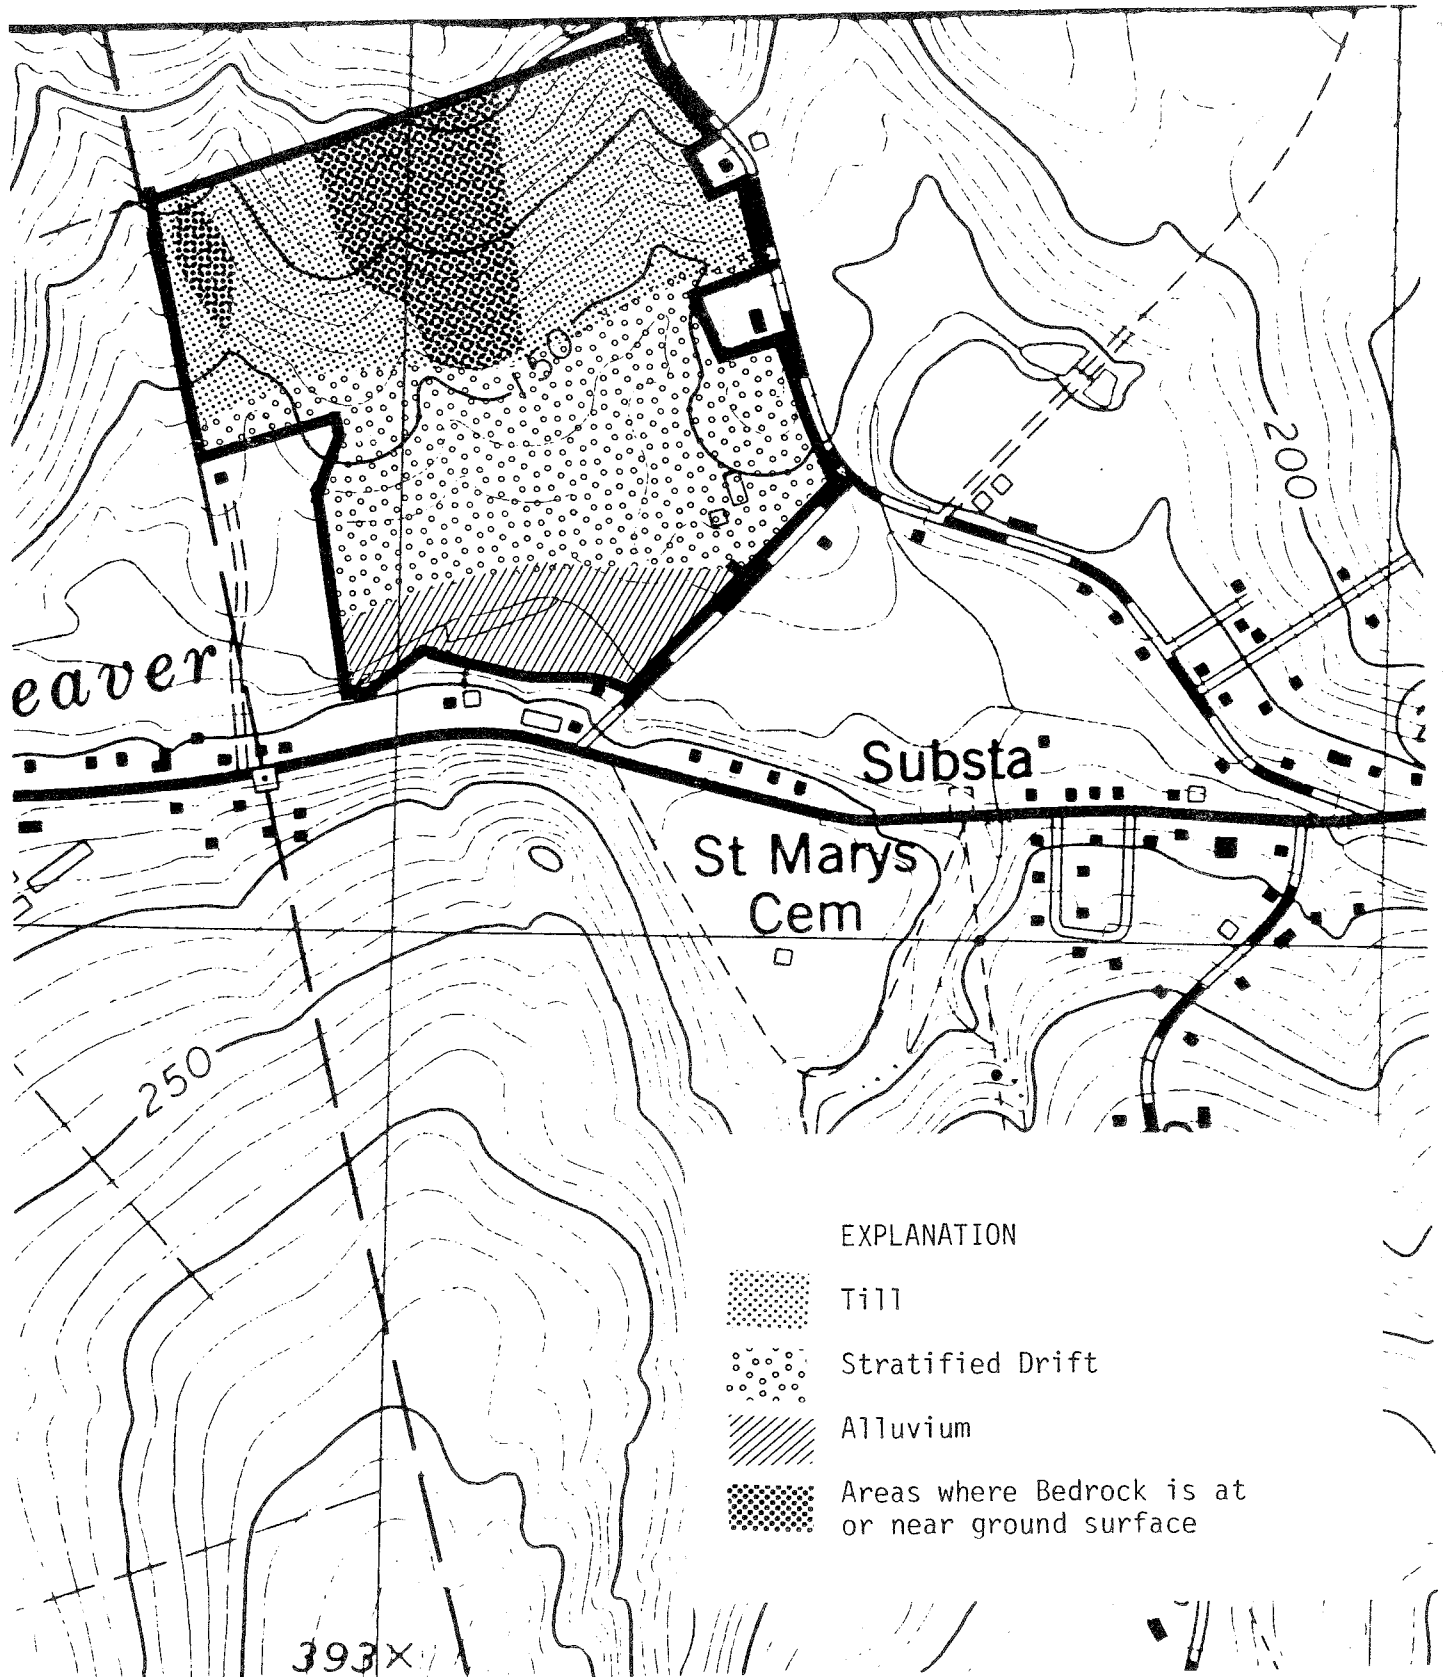 150
200
eaver
Substa
St Marys
Cem
250
EXPLANATION
Till
Stratified Drift
Alluvium
Areas where Bedrock is at
or near ground surface
393X